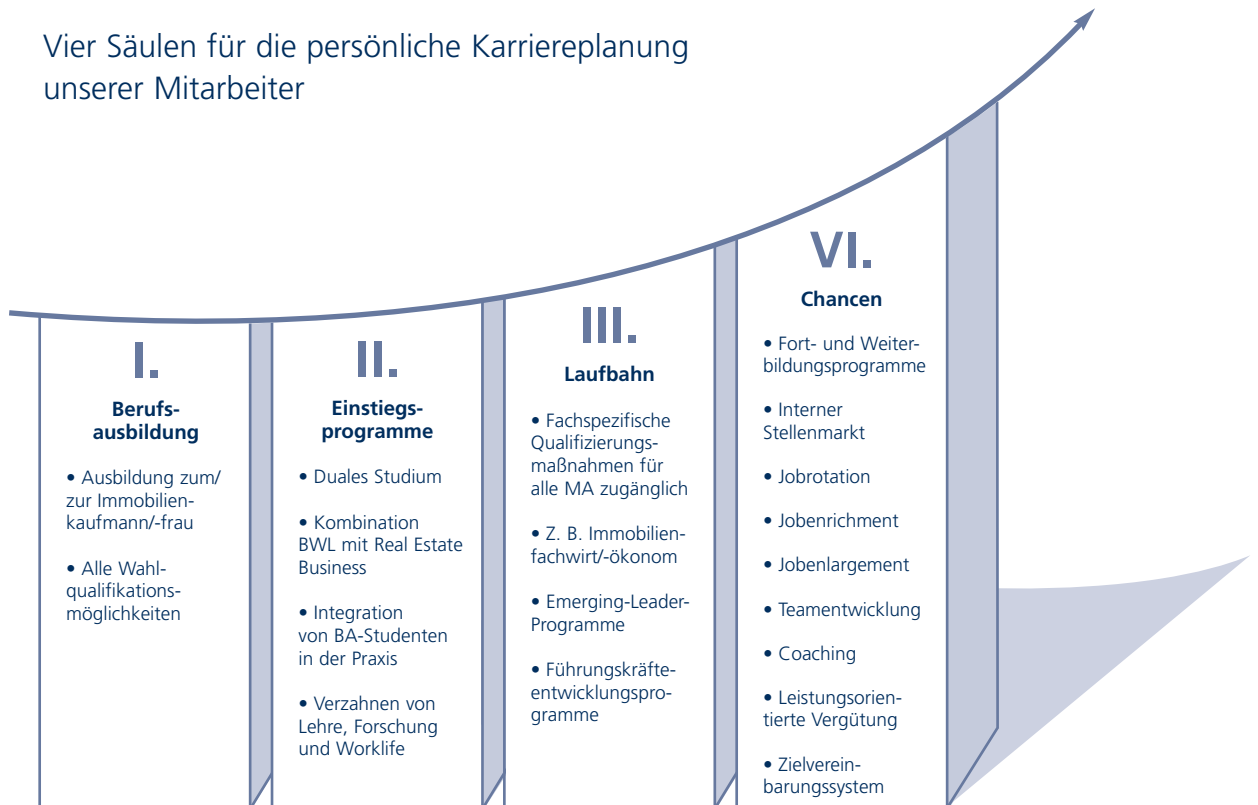 Vier Säulen für die persönliche Karriereplanung
unserer Mitarbeiter
I.
Berufs-
ausbildung
• Ausbildung zum/
zur Immobilien-
kaufmann/-frau
• Alle Wahl-
qualifikations-
möglichkeiten
II.
Einstiegs-
programme
• Duales Studium
• Kombination
BWL mit Real Estate
Business
• Integration
von BA-Studenten
in der Praxis
• Verzahnen von
Lehre, Forschung
und Worklife
III.
Laufbahn
• Fachspezifische
Qualifizierungs-
maßnahmen für
alle MA zugänglich
• Z. B. Immobilien-
fachwirt/-ökonom
• Emerging-Leader-
Programme
• Führungskräfte-
entwicklungspro-
gramme
VI.
Chancen
• Fort- und Weiter-
bildungsprogramme
• Interner
Stellenmarkt
• Jobrotation
• Jobenrichment
• Jobenlargement
• Teamentwicklung
• Coaching
• Leistungsorien-
tierte Vergütung
• Zielverein-
barungssystem